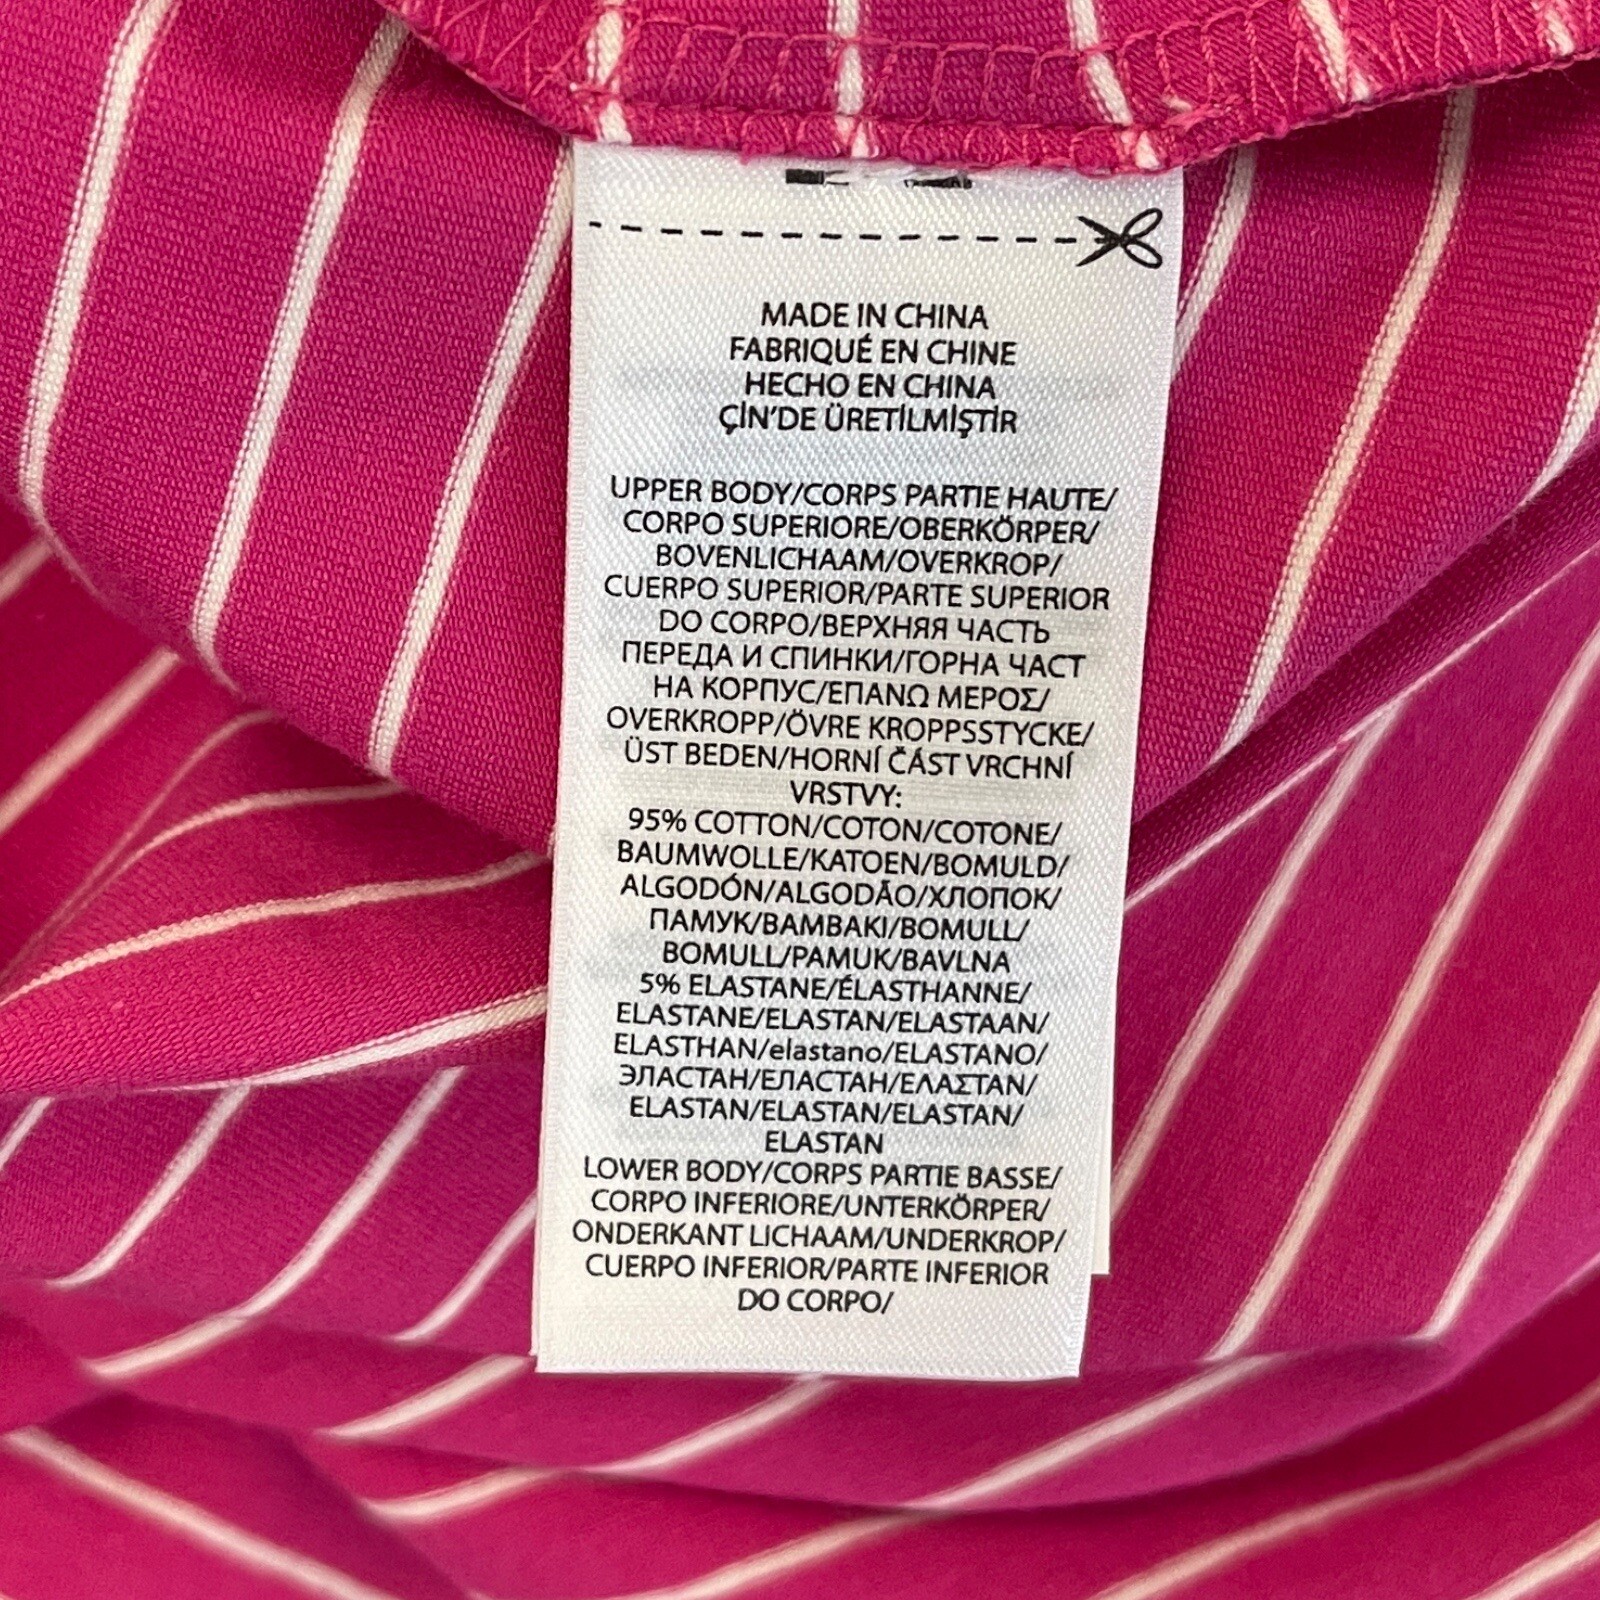 MADE IN CHINA
FABRIQUÉ EN CHINE
HECHO EN CHINA
ÇİN'DE ÜRETİLMİŞTİR
UPPER BODY/CORPS PARTIE HAUTE/
CORPO SUPERIORE/OBERKÖRPER/
BOVENLICHAAM/OVERKROP/
CUERPO SUPERIOR/PARTE SUPERIOR
DO CORPO/ВЕРХНЯЯ ЧАСТЬ
ПЕРЕДА И СПИНКИ/ГОРНА ЧАСТ
НА КОРПУС/ΕΠΑΝΩ ΜΕΡΟΣ/
OVERKROPP/ÖVRE KROPPSSTYCKE/
ÜST BEDEN/HORNÍ ČÁST VRCHNÍ
VRSTVY:
95% COTTON/COTON/COTONE/
BAUMWOLLE/KATOEN/BOMULD/
ALGODÓN/ALGODÃO/ХЛОПОК/
ПАМУК/ΒΑΜΒΑΚΙ/BOMULL/
BOMULL/PAMUK/BAVLNA
5% ELASTANE/ÉLASTHANNE/
ELASTANE/ELASTAN/ELASTAAN/
ELASTHAN/elastano/ELASTANO/
ЭЛАСТАН/ЕЛАСТАН/ΕΛΑΣΤΑΝ/
ELASTAN/ELASTAN/ELASTAN/
ELASTAN
LOWER BODY/CORPS PARTIE BASSE/
CORPO INFERIORE/UNTERKÖRPER/
ONDERKANT LICHAAM/UNDERKROP/
CUERPO INFERIOR/PARTE INFERIOR
DO CORPO/